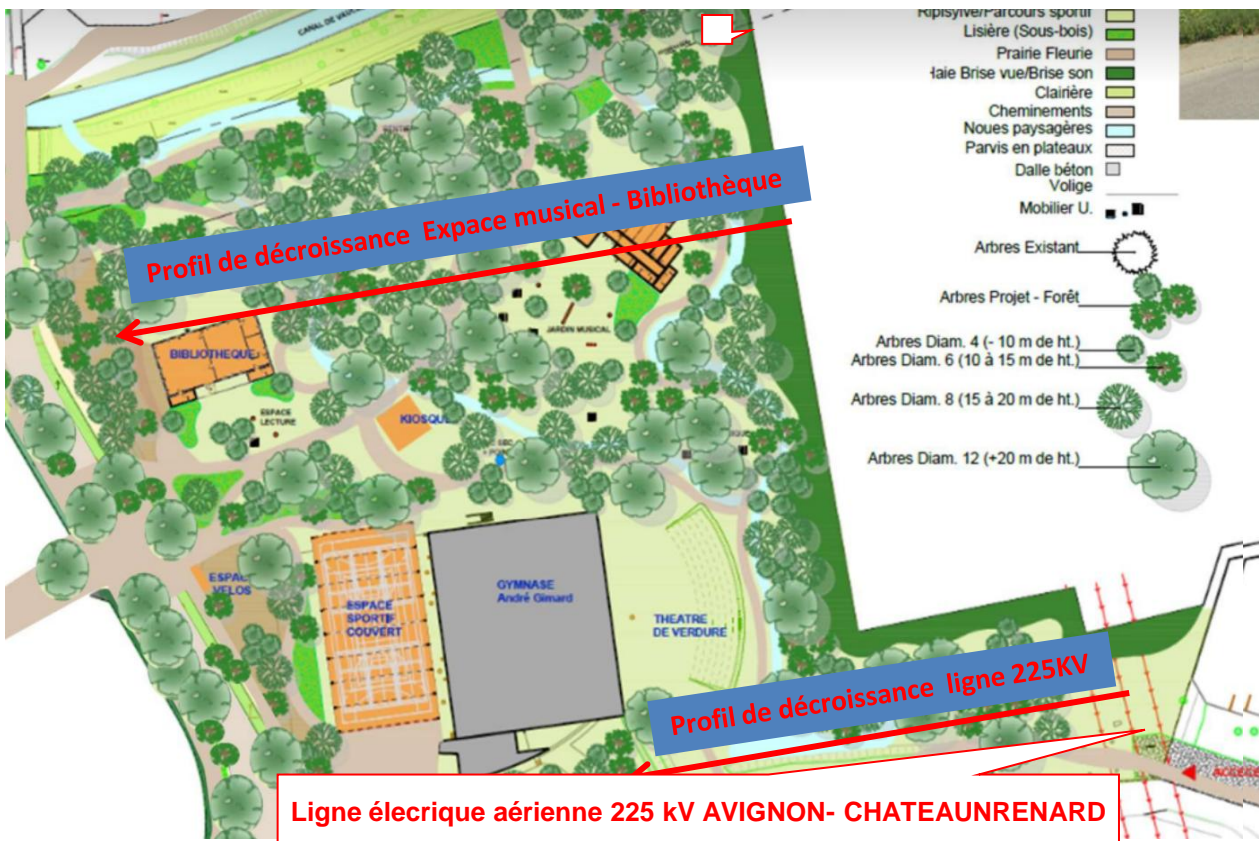 CANAL DE
Ripisylve/Parcours sportif
Lisière (Sous-bois)
Prairie Fleurie
Haie Brise vue/Brise son
Clairière
Cheminements
Noues paysagères
Parvis en plateaux
Dalle béton
Volige
Mobilier U.
Arbres Existant
Arbres Projet - Forêt
Arbres Diam. 4 (- 10 m de ht.)
Arbres Diam. 6 (10 à 15 m de ht.)
Arbres Diam. 8 (15 à 20 m de ht.)
Arbres Diam. 12 (+20 m de ht.)
Profil de décroissance Expace musical - Bibliothèque
JARDIN MUSICAL
BIBLIOTHEQUE
ESPACE
LECTURE
KIOSQUE
ESPACE
VELOS
ESPACE
SPORTIF
COUVERT
GYMNASE
André Gimard
THEATRE
DE VERDURE
Profil de décroissance ligne 225KV
Ligne élecrique aérienne 225 kV AVIGNON- CHATEAUNRENARD